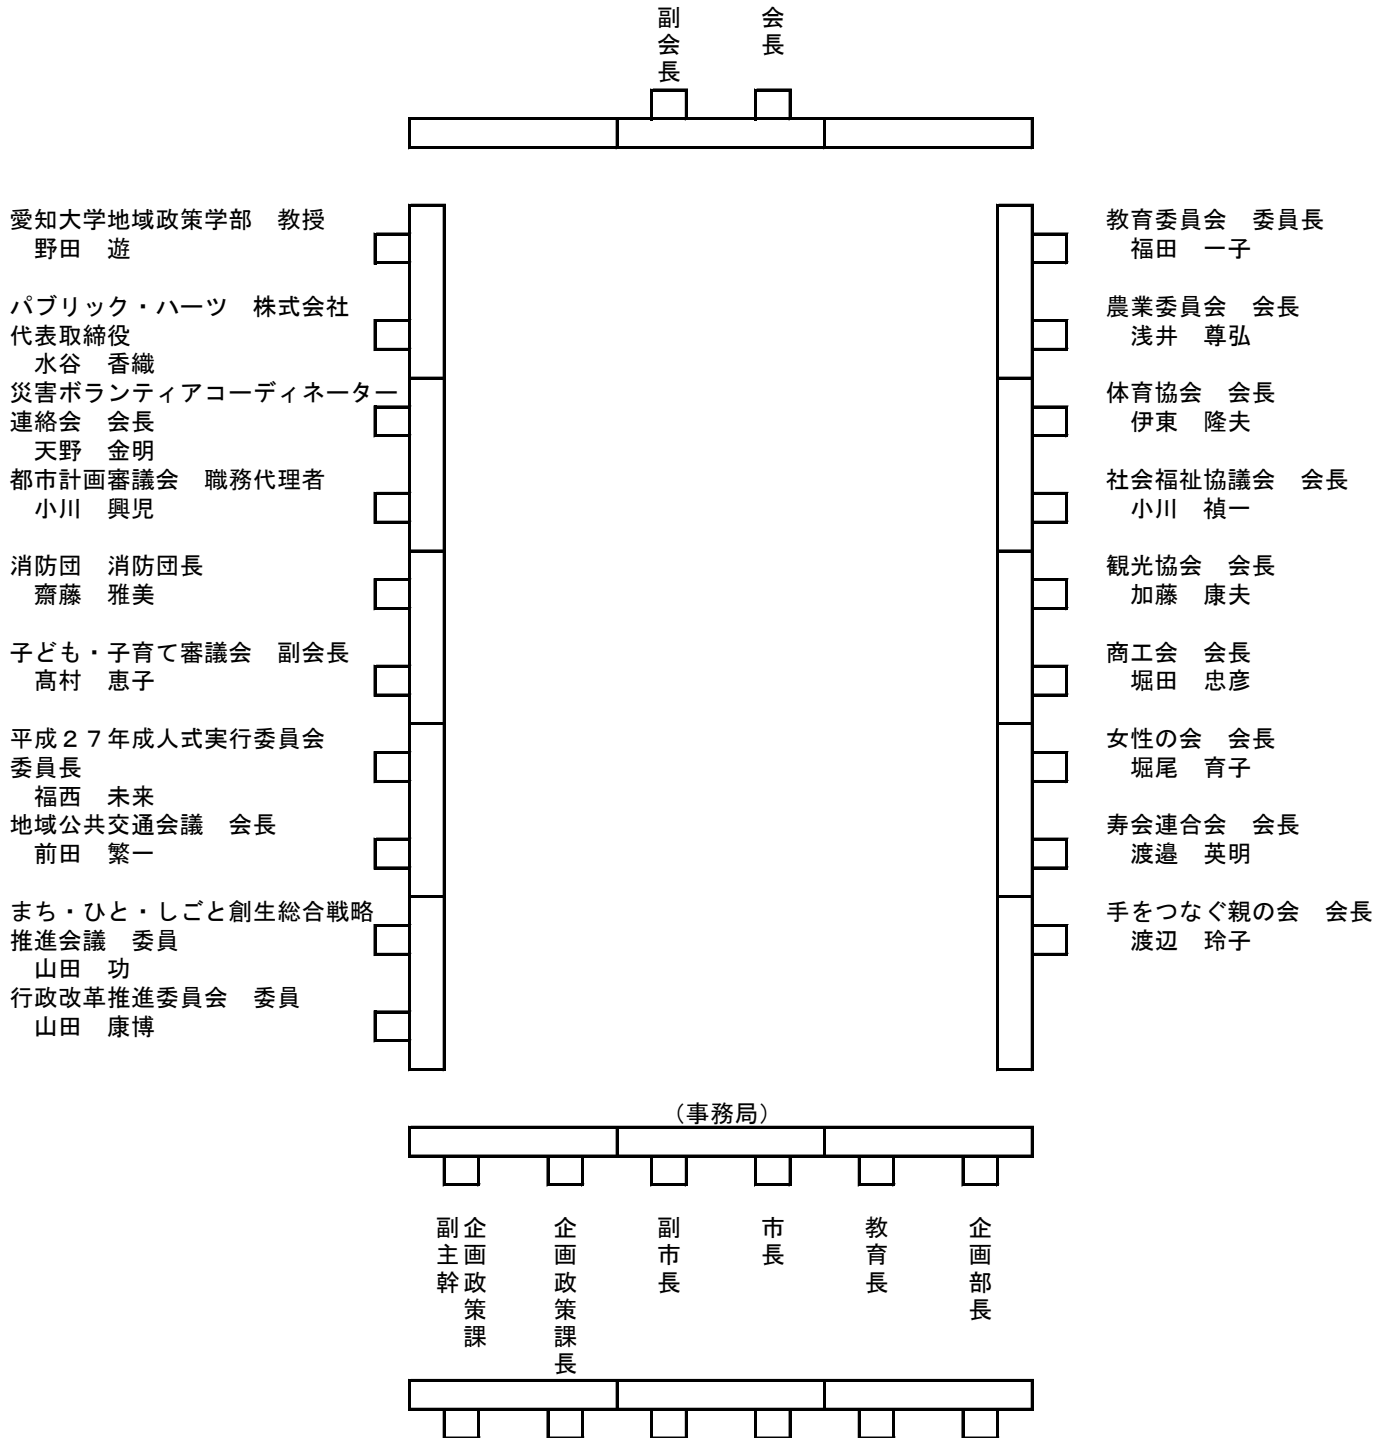 副会長
会長
愛知大学地域政策学部　教授
野田　遊
パブリック・ハーツ　株式会社
代表取締役
水谷　香織
災害ボランティアコーディネーター
連絡会　会長
天野　金明
都市計画審議会　職務代理者
小川　興児
消防団　消防団長
齋藤　雅美
子ども・子育て審議会　副会長
髙村　恵子
平成２７年成人式実行委員会
委員長
福西　未来
地域公共交通会議　会長
前田　繁一
まち・ひと・しごと創生総合戦略
推進会議　委員
山田　功
行政改革推進委員会　委員
山田　康博
教育委員会　委員長
福田　一子
農業委員会　会長
浅井　尊弘
体育協会　会長
伊東　隆夫
社会福祉協議会　会長
小川　禎一
観光協会　会長
加藤　康夫
商工会　会長
堀田　忠彦
女性の会　会長
堀尾　育子
寿会連合会　会長
渡邉　英明
手をつなぐ親の会　会長
渡辺　玲子
（事務局）
企画政策課
副主幹
企画政策課長
副市長
市長
教育長
企画部長